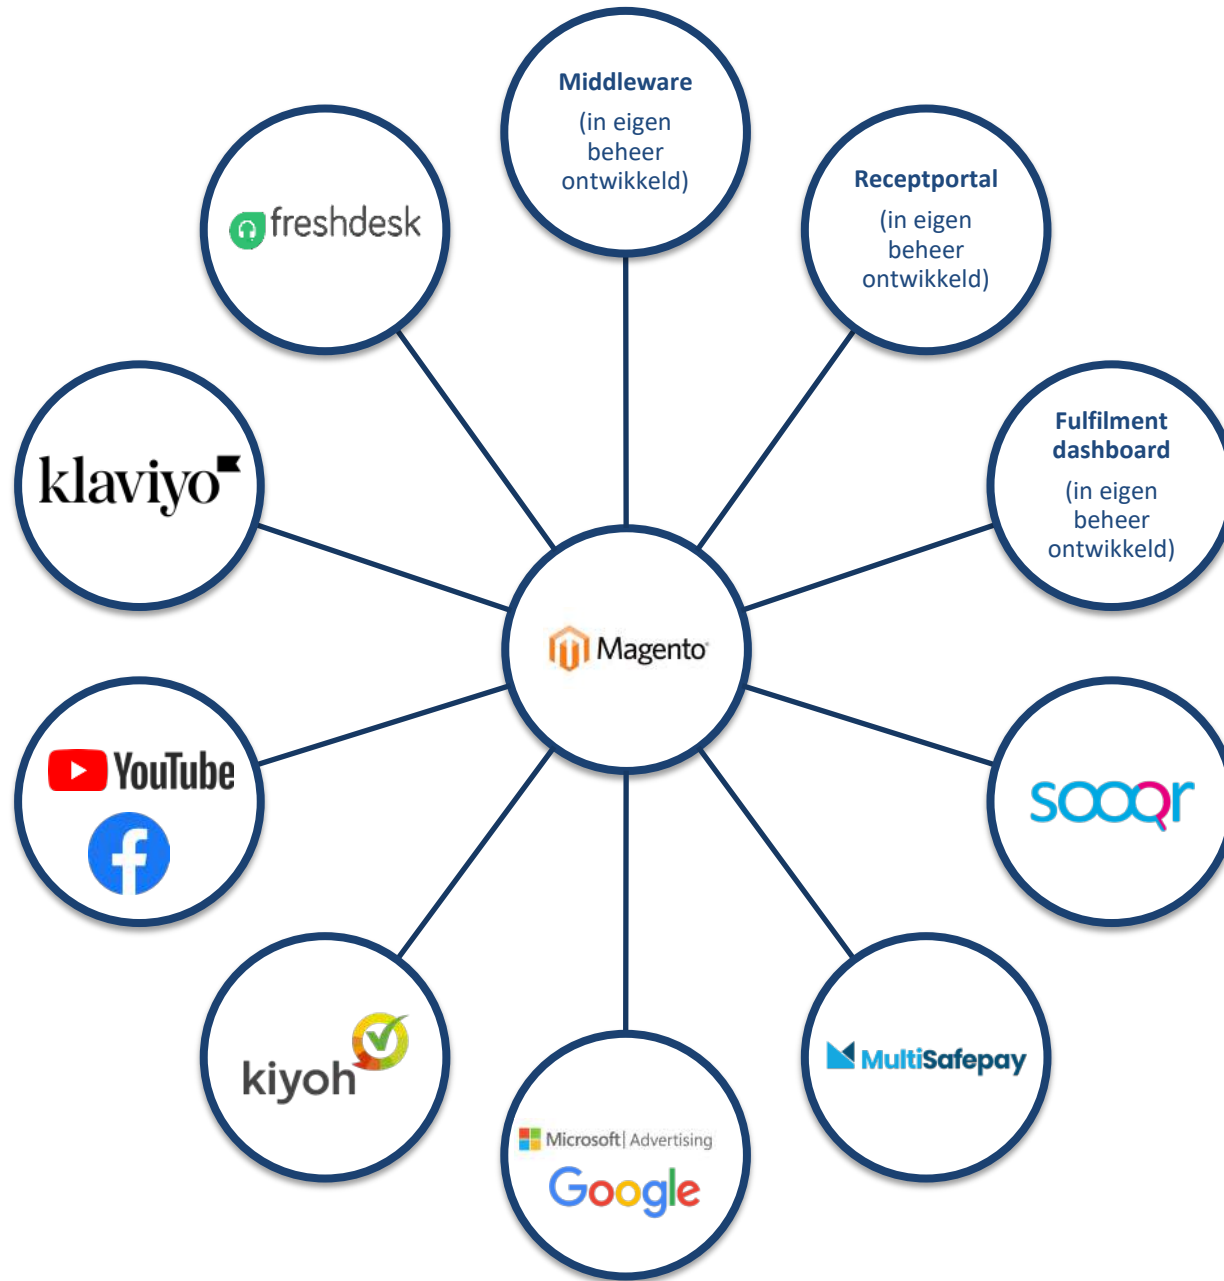 Middleware
(in eigen
beheer
ontwikkeld)
Receptportal
(in eigen
beheer
ontwikkeld)
Fulfilment
dashboard
(in eigen
beheer
ontwikkeld)
sooqr
MultiSafepay
Microsoft | Advertising
Google
kiyoh
YouTube
klaviyo
freshdesk
Magento